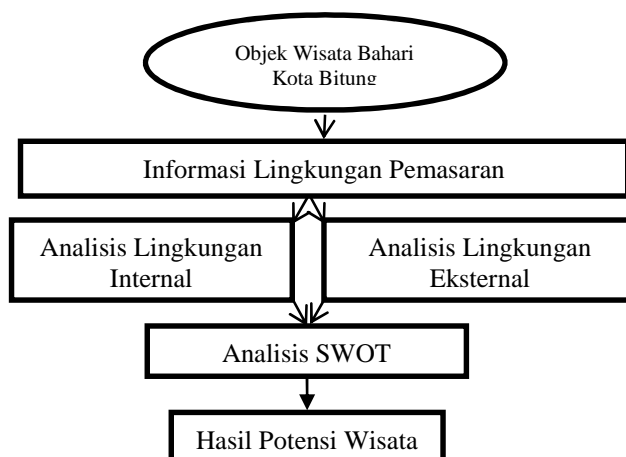 Objek Wisata Bahari
Kota Bitung
Informasi Lingkungan Pemasaran
Analisis Lingkungan
Internal
Analisis Lingkungan
Eksternal
Analisis SWOT
Hasil Potensi Wisata